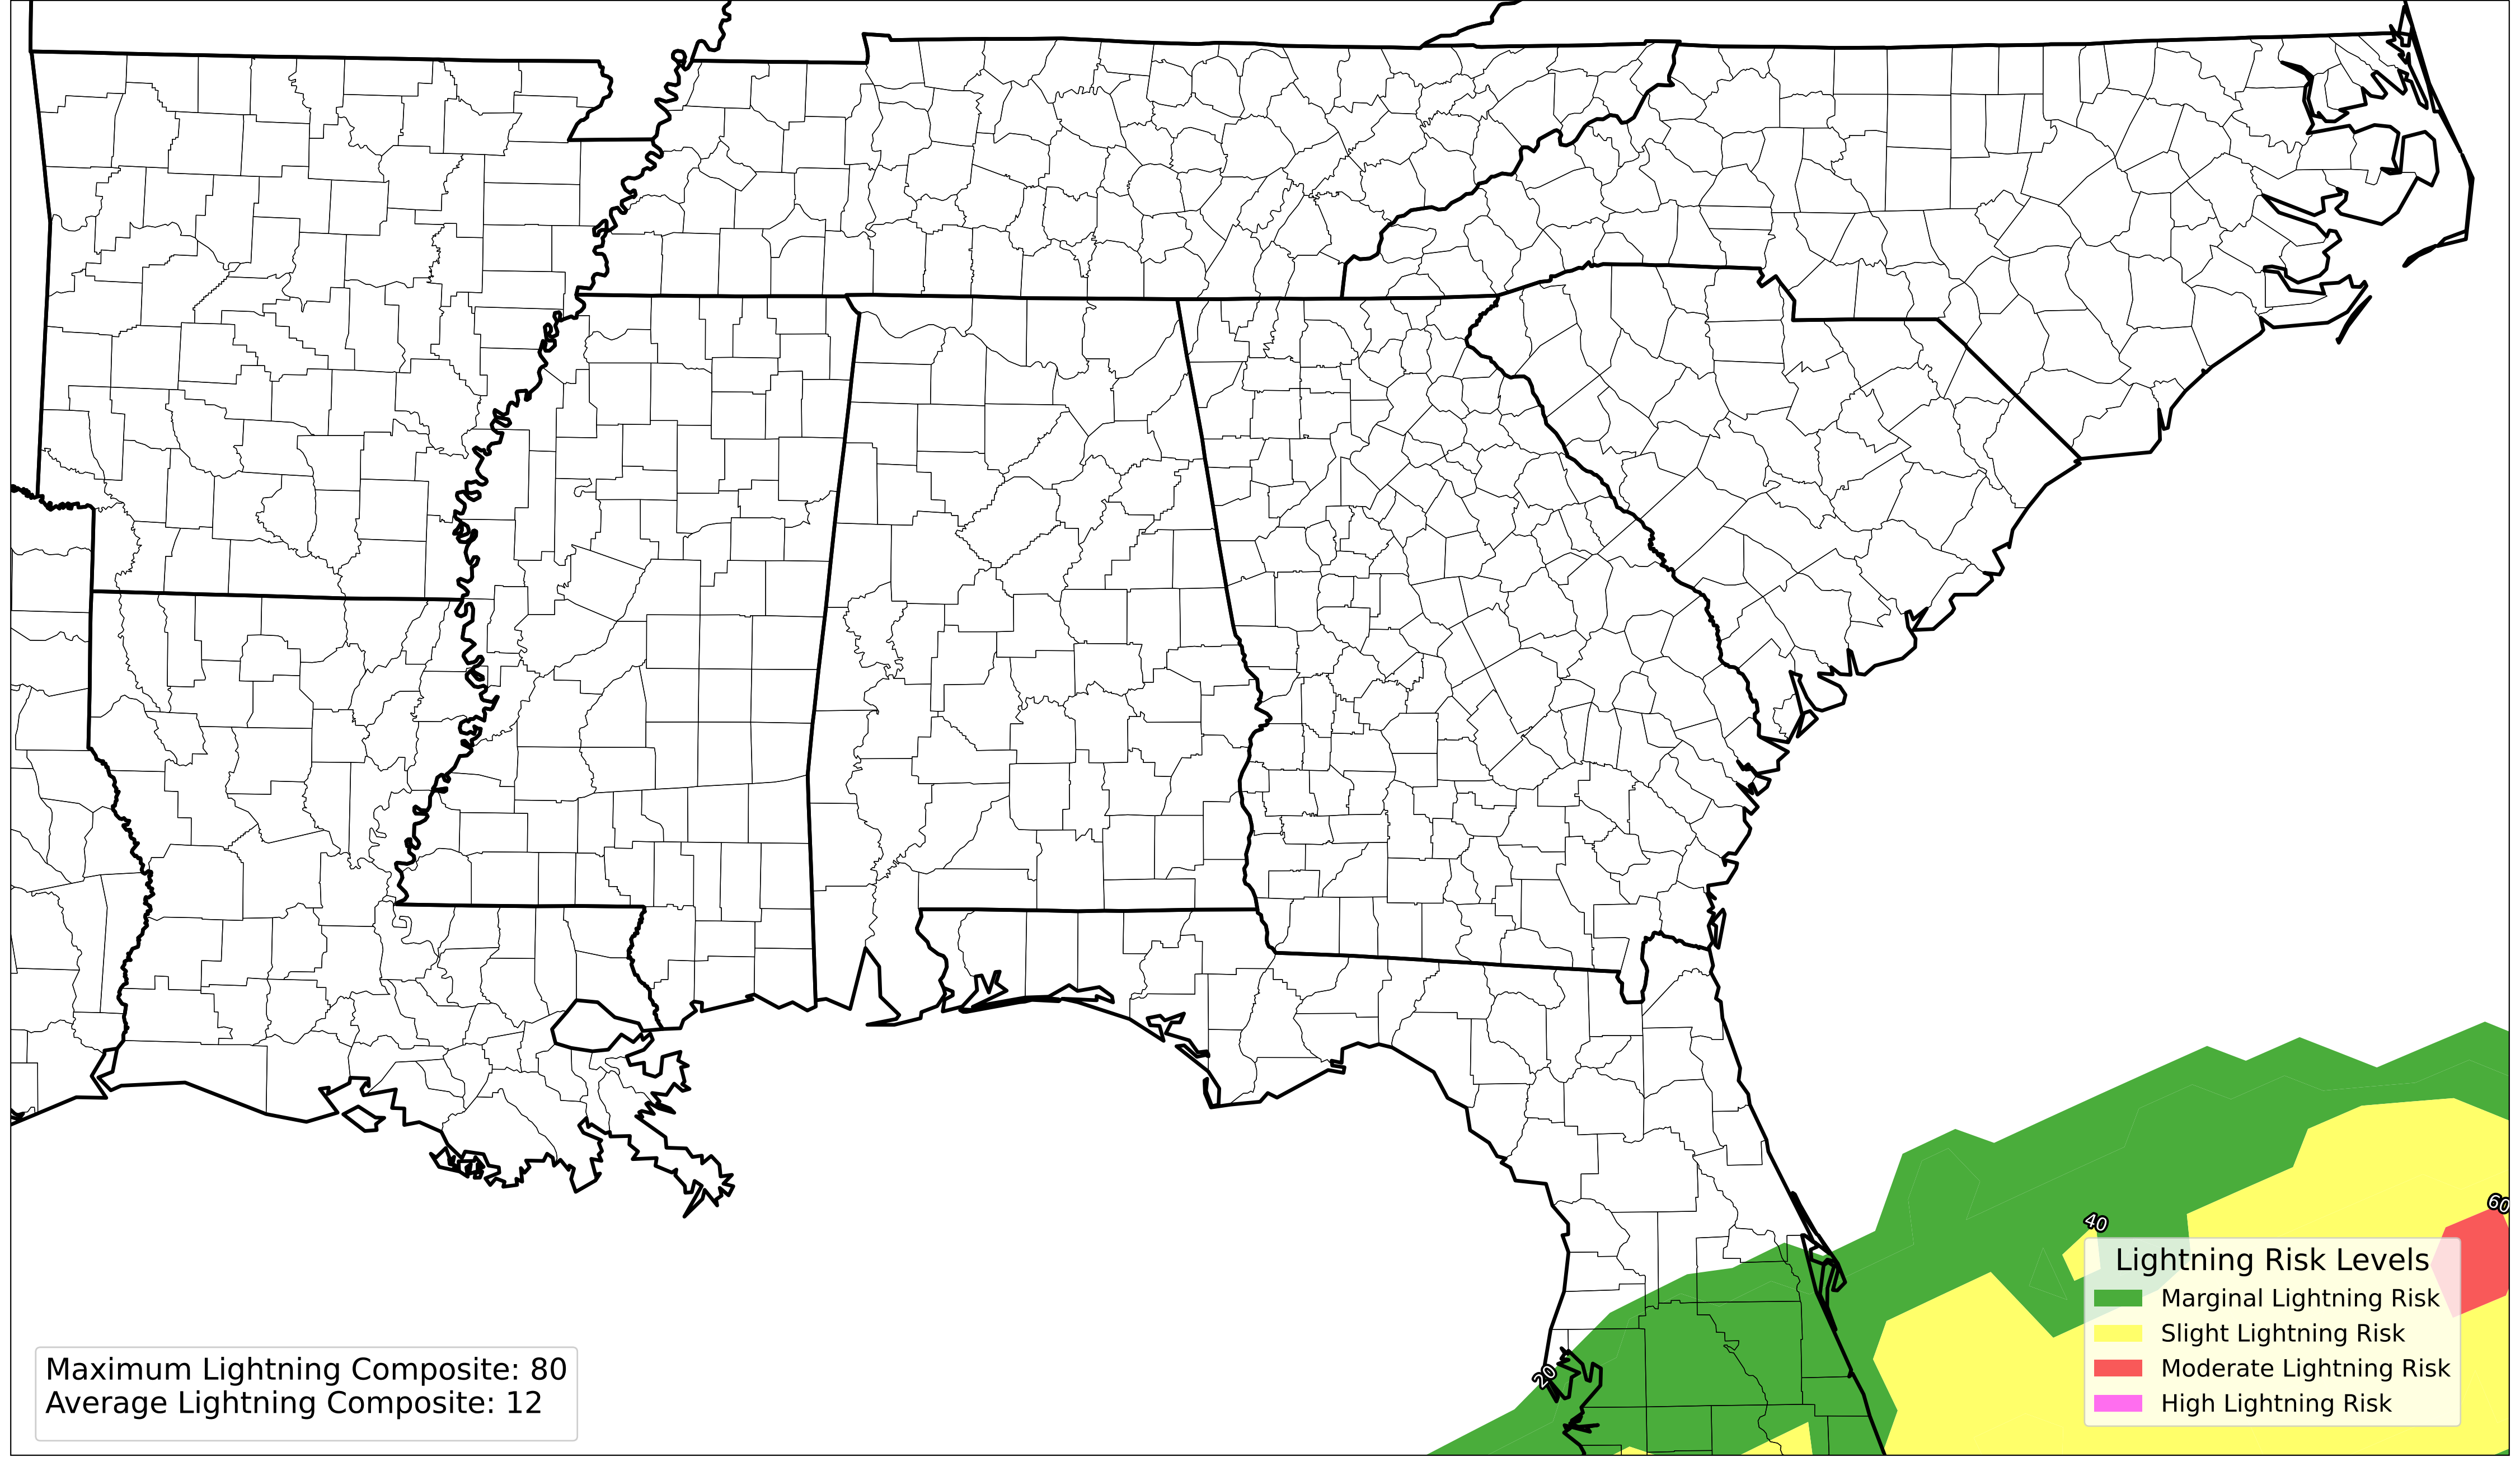 60
40
Lightning Risk Levels
Marginal Lightning Risk
Slight Lightning Risk
Moderate Lightning Risk
High Lightning Risk
20
Maximum Lightning Composite: 80
Average Lightning Composite: 12